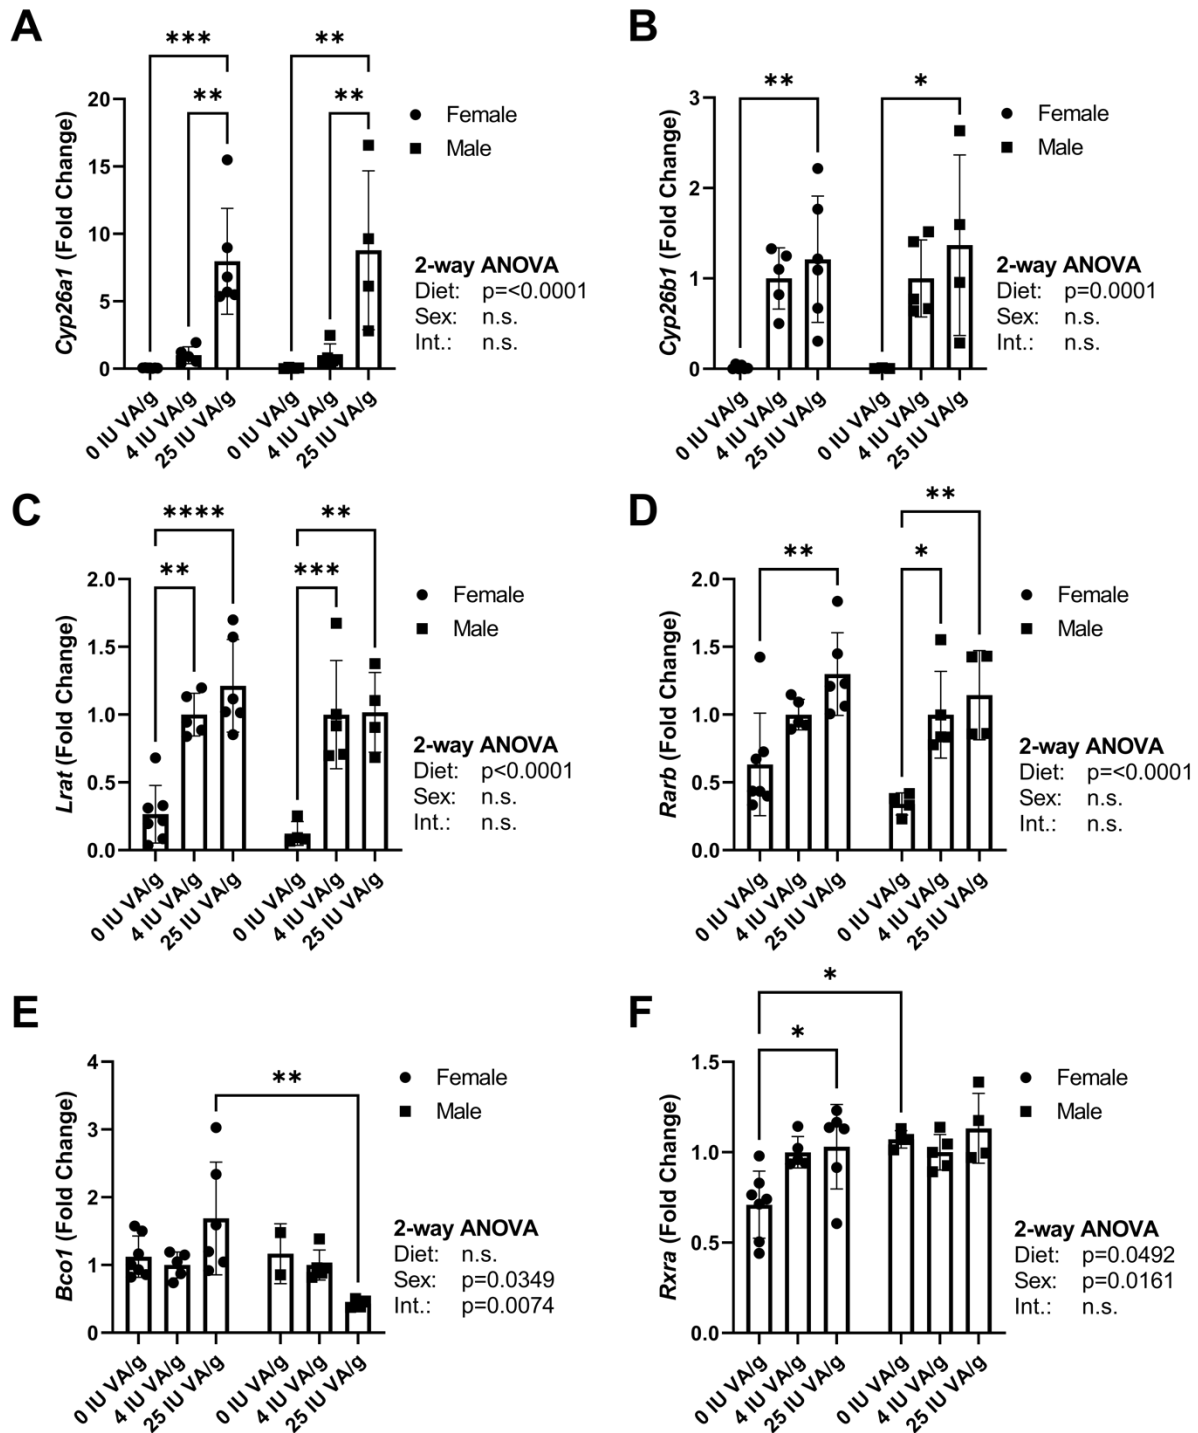 A
*** **
** **
Cyp26a1 (Fold Change)
20
15
10
5
0
0 IU VA/g
4 IU VA/g
25 IU VA/g
0 IU VA/g
4 IU VA/g
25 IU VA/g
Female
Male
2-way ANOVA
Diet: p=<0.0001
Sex: n.s.
Int.: n.s.
B
** *
Cyp26b1 (Fold Change)
3
2
1
0
0 IU VA/g
4 IU VA/g
25 IU VA/g
0 IU VA/g
4 IU VA/g
25 IU VA/g
Female
Male
2-way ANOVA
Diet: p=0.0001
Sex: n.s.
Int.: n.s.
C
**** **
** ***
Lrat (Fold Change)
2.0
1.5
1.0
0.5
0.0
0 IU VA/g
4 IU VA/g
25 IU VA/g
0 IU VA/g
4 IU VA/g
25 IU VA/g
Female
Male
2-way ANOVA
Diet: p<0.0001
Sex: n.s.
Int.: n.s.
D
**
** *
Rarb (Fold Change)
2.0
1.5
1.0
0.5
0.0
0 IU VA/g
4 IU VA/g
25 IU VA/g
0 IU VA/g
4 IU VA/g
25 IU VA/g
Female
Male
2-way ANOVA
Diet: p=<0.0001
Sex: n.s.
Int.: n.s.
E
**
Bco1 (Fold Change)
4
3
2
1
0
0 IU VA/g
4 IU VA/g
25 IU VA/g
0 IU VA/g
4 IU VA/g
25 IU VA/g
Female
Male
2-way ANOVA
Diet: n.s.
Sex: p=0.0349
Int.: p=0.0074
F
*
*
Rxra (Fold Change)
1.5
1.0
0.5
0.0
0 IU VA/g
4 IU VA/g
25 IU VA/g
0 IU VA/g
4 IU VA/g
25 IU VA/g
Female
Male
2-way ANOVA
Diet: p=0.0492
Sex: p=0.0161
Int.: n.s.